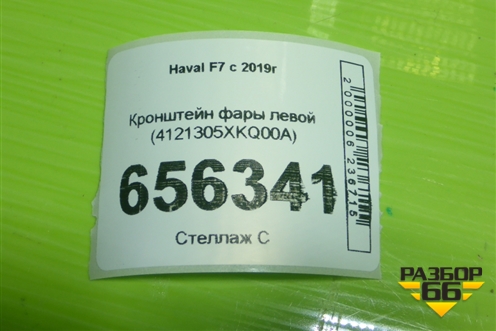 Haval F7 с 2019г
Кронштейн фары левой
(4121305XKQ00A)
656341
Стеллаж С
2000006236715
РАЗБОР
66